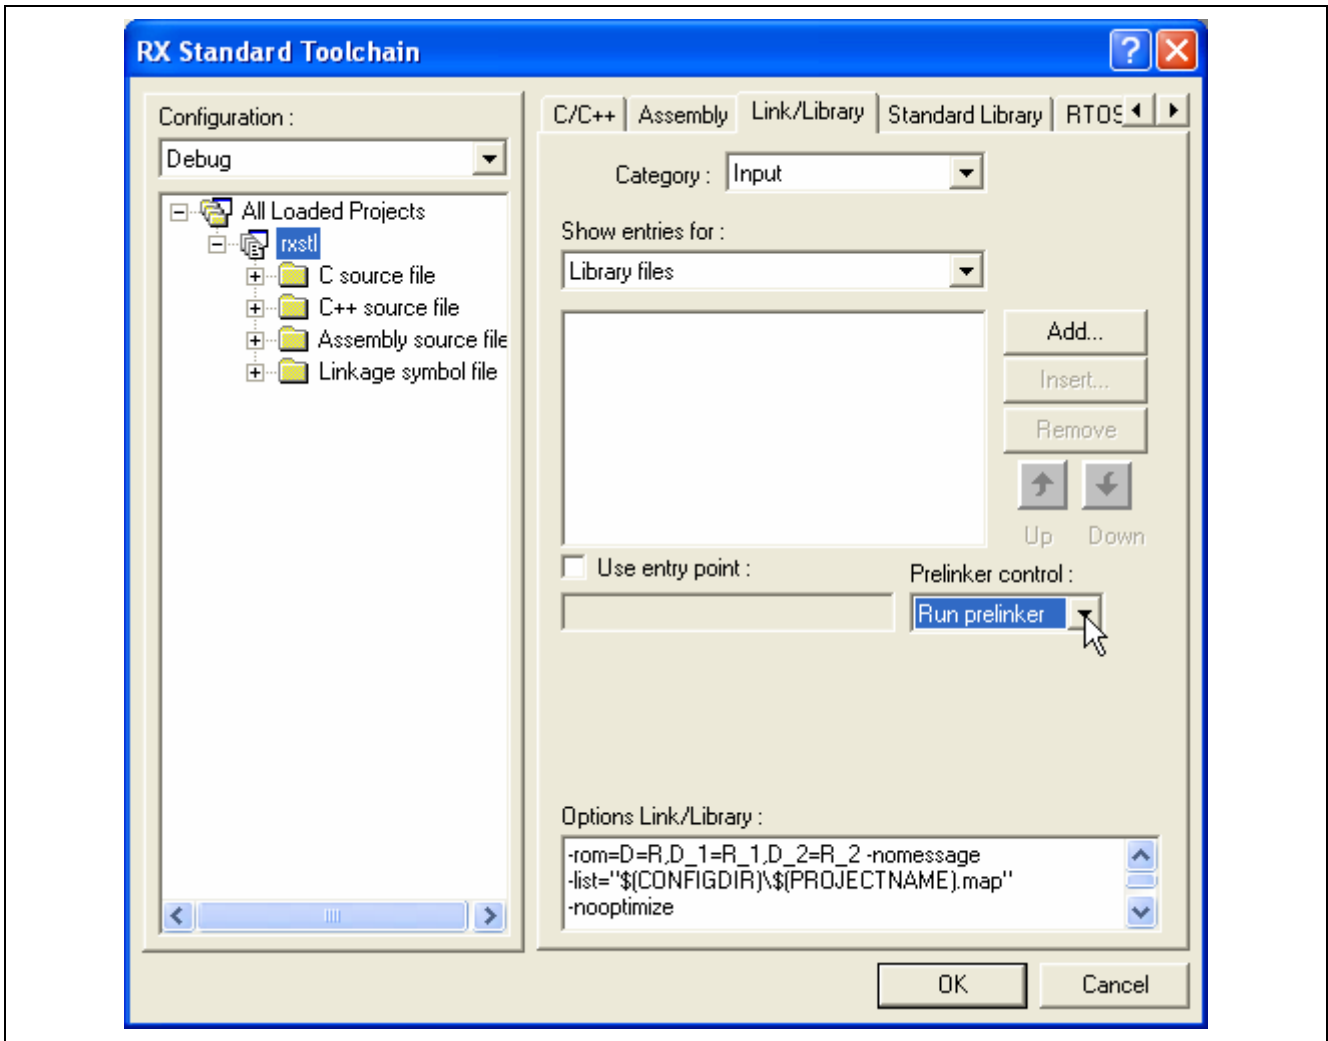 RX Standard Toolchain
Configuration :
Debug
All Loaded Projects
rxstl
C source file
C++ source file
Assembly source file
Linkage symbol file
C/C++
Assembly
Link/Library
Standard Library
RTOS
Category :
Input
Show entries for :
Library files
Add...
Insert...
Remove
Up
Down
Use entry point :
Prelinker control :
Run prelinker
Options Link/Library :
-rom=D=R,D_1=R_1,D_2=R_2 -nomessage
-list="$(CONFIGDIR)\$(PROJECTNAME).map"
-nooptimize
OK
Cancel